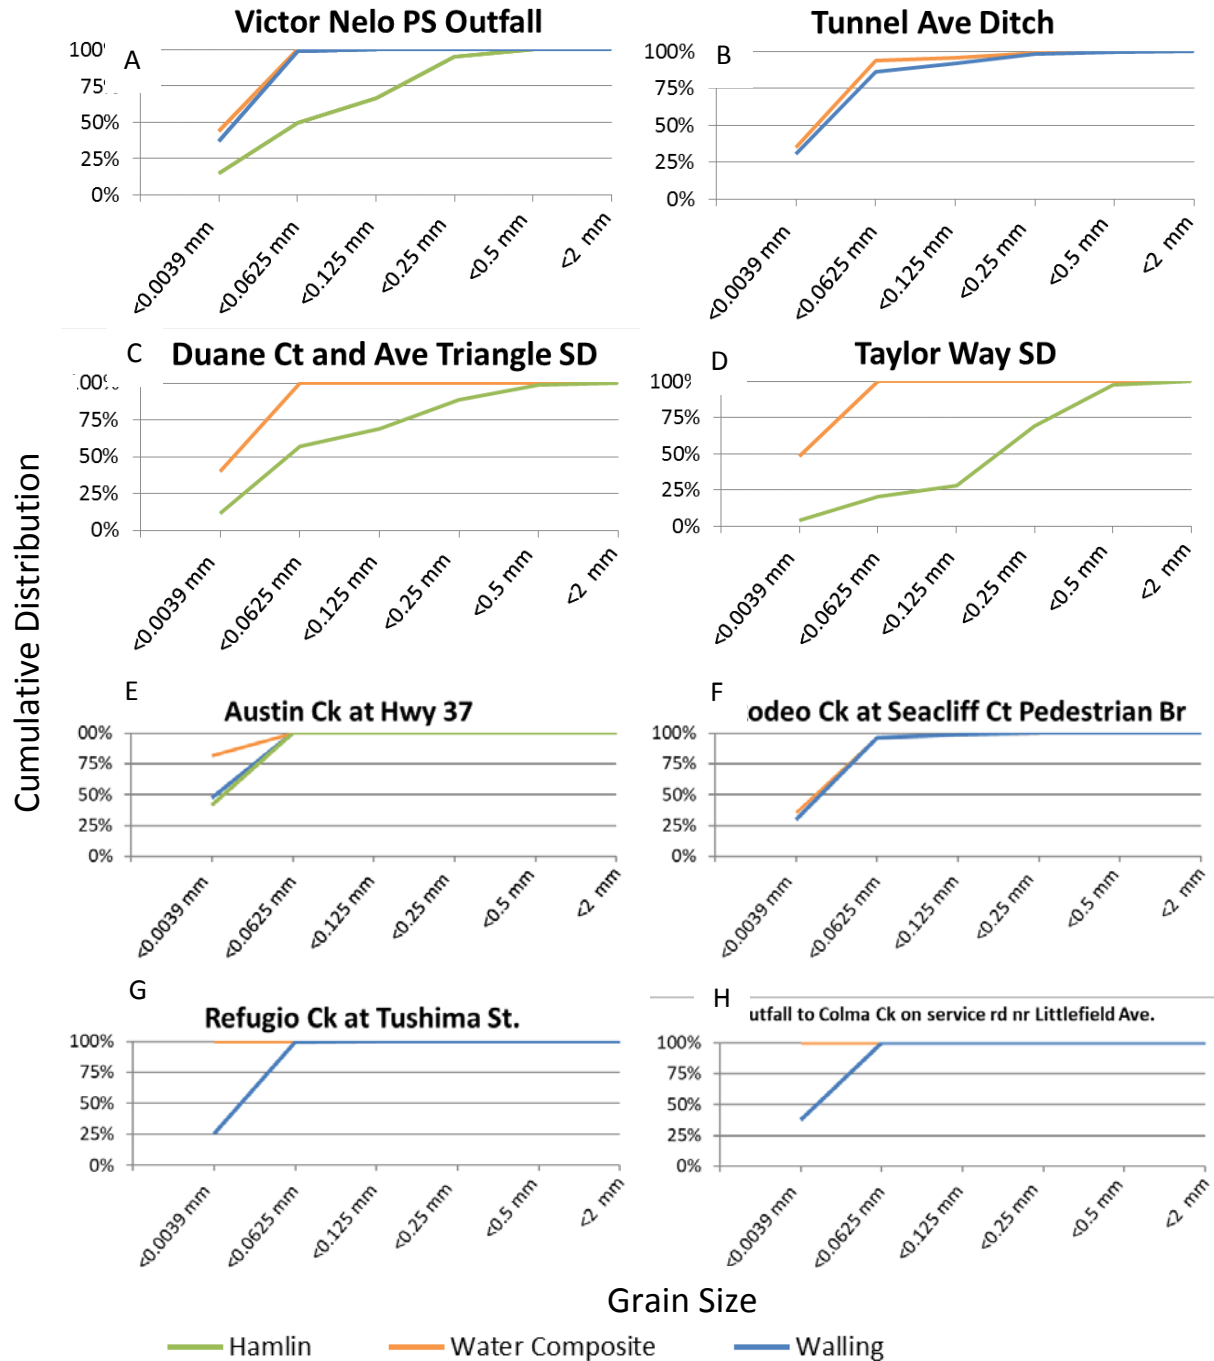 Victor Nelo PS Outfall
A
100%
75%
50%
25%
0%
<0.0039 mm
<0.0625 mm
<0.125 mm
<0.25 mm
<0.5 mm
<2 mm
Tunnel Ave Ditch
B
100%
75%
50%
25%
0%
<0.0039 mm
<0.0625 mm
<0.125 mm
<0.25 mm
<0.5 mm
<2 mm
C
Duane Ct and Ave Triangle SD
100%
75%
50%
25%
0%
<0.0039 mm
<0.0625 mm
<0.125 mm
<0.25 mm
<0.5 mm
<2 mm
D
Taylor Way SD
100%
75%
50%
25%
0%
<0.0039 mm
<0.0625 mm
<0.125 mm
<0.25 mm
<0.5 mm
<2 mm
Cumulative Distribution
E
Austin Ck at Hwy 37
00%
75%
50%
25%
0%
<0.0039 mm
<0.0625 mm
<0.125 mm
<0.25 mm
<0.5 mm
<2 mm
F
odeo Ck at Seacliff Ct Pedestrian Br
100%
75%
50%
25%
0%
<0.0039 mm
<0.0625 mm
<0.125 mm
<0.25 mm
<0.5 mm
<2 mm
G
Refugio Ck at Tushima St.
100%
75%
50%
25%
0%
<0.0039 mm
<0.0625 mm
<0.125 mm
<0.25 mm
<0.5 mm
<2 mm
H
utfall to Colma Ck on service rd nr Littlefield Ave.
100%
75%
50%
25%
0%
<0.0039 mm
<0.0625 mm
<0.125 mm
<0.25 mm
<0.5 mm
<2 mm
Grain Size
Hamlin
Water Composite
Walling